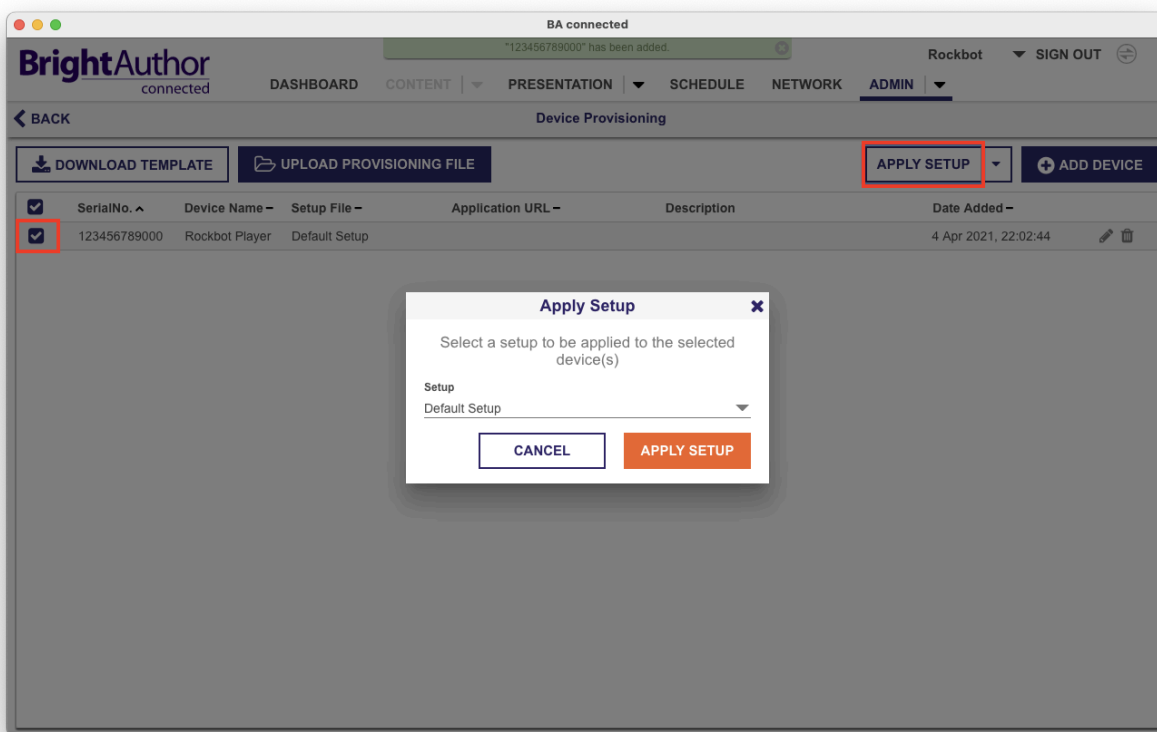 BA connected
BrightAuthor
connected
"123456789000" has been added.
Rockbot
SIGN OUT
DASHBOARD
CONTENT
PRESENTATION
SCHEDULE
NETWORK
ADMIN
BACK
Device Provisioning
DOWNLOAD TEMPLATE
UPLOAD PROVISIONING FILE
APPLY SETUP
ADD DEVICE
SerialNo. Device Name Setup File Application URL Description Date Added
123456789000 Rockbot Player Default Setup 4 Apr 2021, 22:02:44
Apply Setup
Select a setup to be applied to the selected
device(s)
Setup
Default Setup
CANCEL
APPLY SETUP